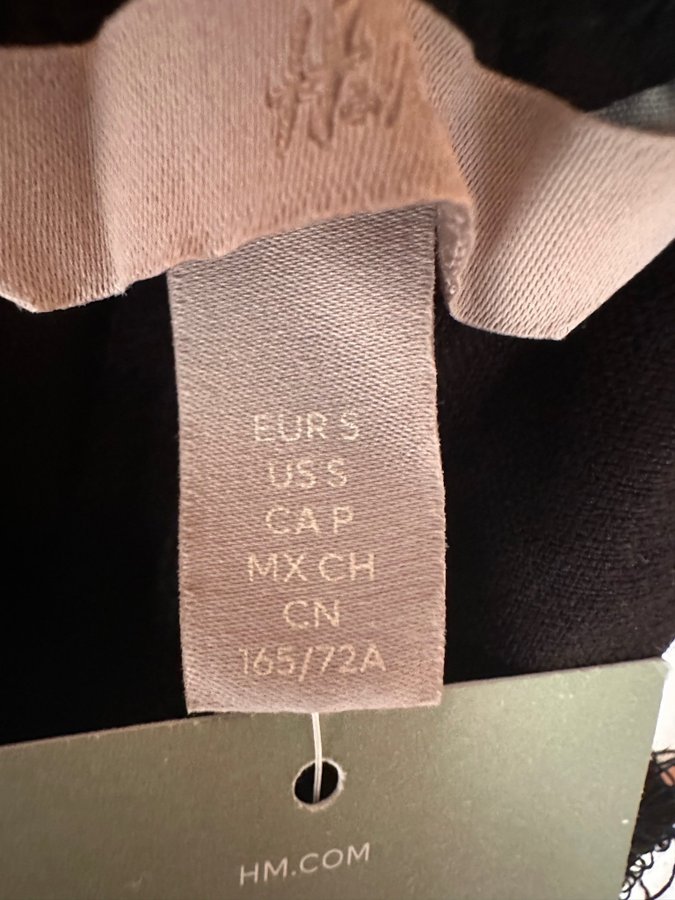 H&M
EUR S
US S
CA P
MX CH
CN
165/72A
HM.COM